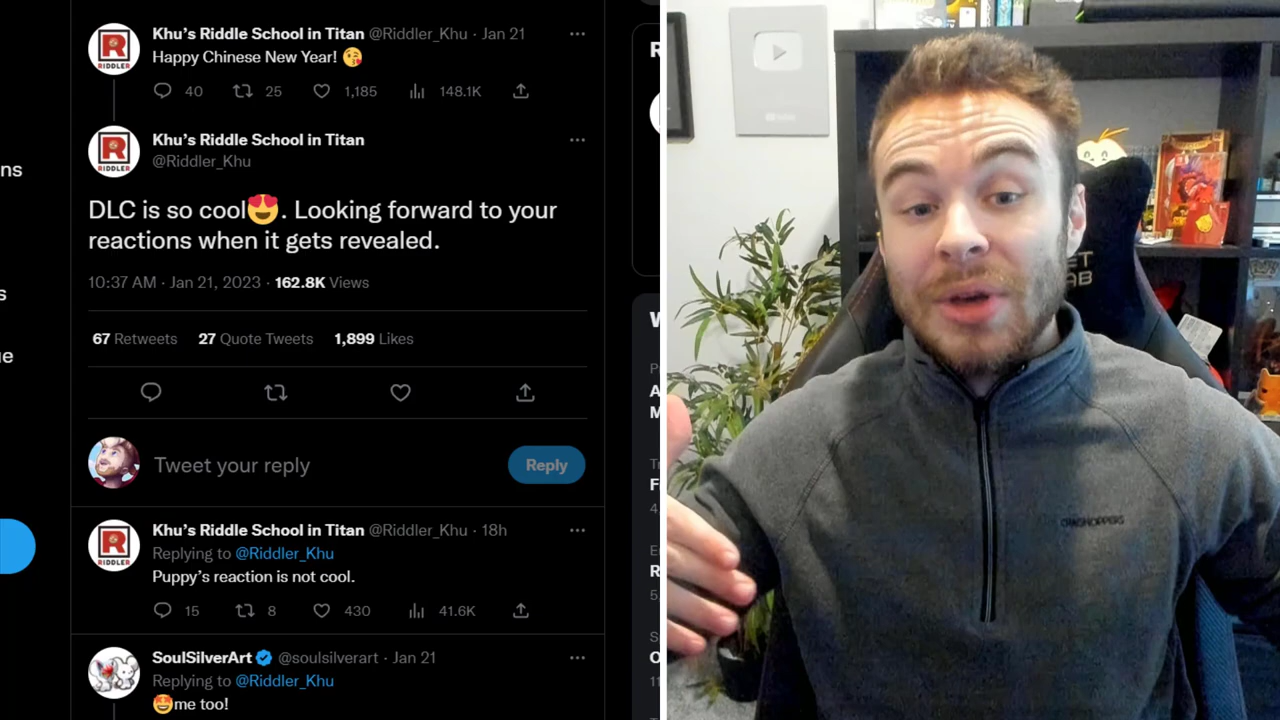 Khu's Riddle School in Titan @Riddler_Khu · Jan 21
Happy Chinese New Year! 😘
40 25 1,185 148.1K
Khu's Riddle School in Titan
@Riddler_Khu
DLC is so cool😍. Looking forward to your
reactions when it gets revealed.
10:37 AM · Jan 21, 2023 · 162.8K Views
67 Retweets 27 Quote Tweets 1,899 Likes
Tweet your reply
Reply
Khu's Riddle School in Titan @Riddler_Khu · 18h
Replying to @Riddler_Khu
Puppy's reaction is not cool.
15 8 430 41.6K
SoulSilverArt @soulsilverart · Jan 21
Replying to @Riddler_Khu
🤩me too!
RIDDLER
RIDDLER
RIDDLER
CRAGHOPPERS